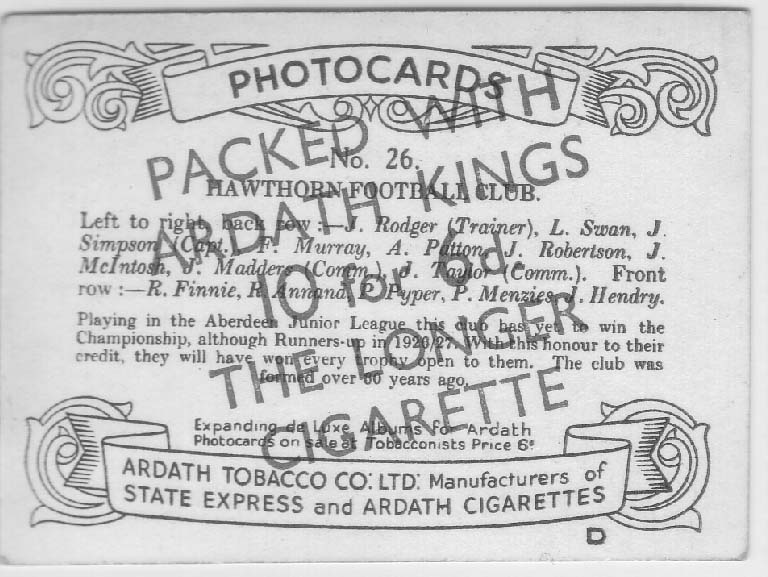 PHOTOCARDS
No. 26.
HAWTHORN FOOTBALL CLUB.
Left to right, back row :—J. Rodger (Trainer), L. Swan, J.
Simpson (Capt.), F. Murray, A. Patton, J. Robertson, J.
McIntosh, J. Madders (Comm.), J. Taylor (Comm.). Front
row :—R. Finnie, R. Annand, P. Pyper, P. Menzies, J. Hendry.
Playing in the Aberdeen Junior League this club has yet to win the
Championship, although Runners-up in 1926/27. With this honour to their
credit, they will have won every trophy open to them. The club was
formed over 50 years ago.
Expanding de Luxe Albums for Ardath
Photocards on sale at Tobacconists Price 6ᵈ
ARDATH TOBACCO CO: LTD: Manufacturers of
STATE EXPRESS and ARDATH CIGARETTES
D
PACKED WITH
ARDATH KINGS
10 for 6d
THE LONGER
CIGARETTE